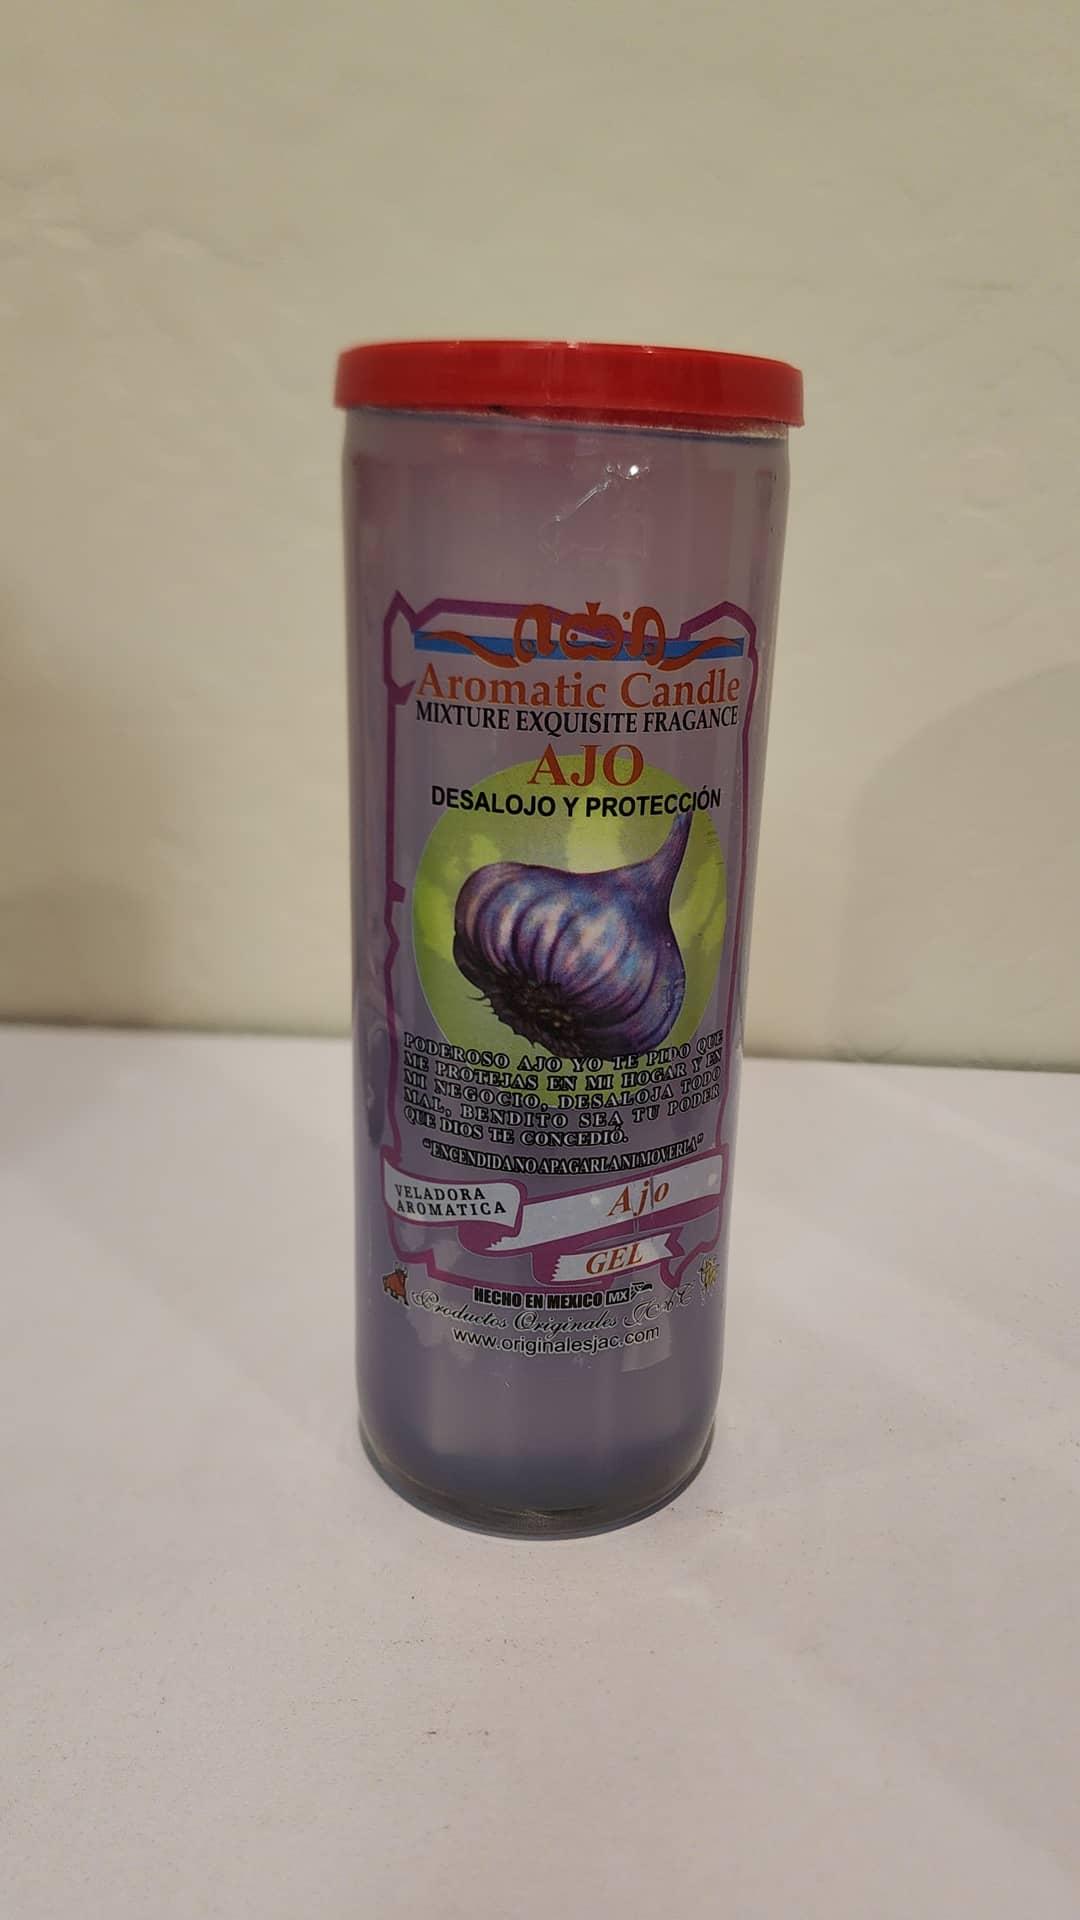 Aromatic Candle
MIXTURE EXQUISITE FRAGANCE
AJO
DESALOJO Y PROTECCIÓN
PODEROSO AJO YO TE PIDO QUE
ME PROTEJAS EN MI HOGAR Y EN
MI NEGOCIO, DESALOJA TODO
MAL, BENDITO SEA TU PODER
QUE DIOS TE CONCEDIÓ.
"ENCENDIDA NO APAGARLA NI MOVERLA"
VELADORA
AROMATICA
Ajo
GEL
HECHO EN MEXICO MX
Productos Originales JAC
www.originalesjac.com